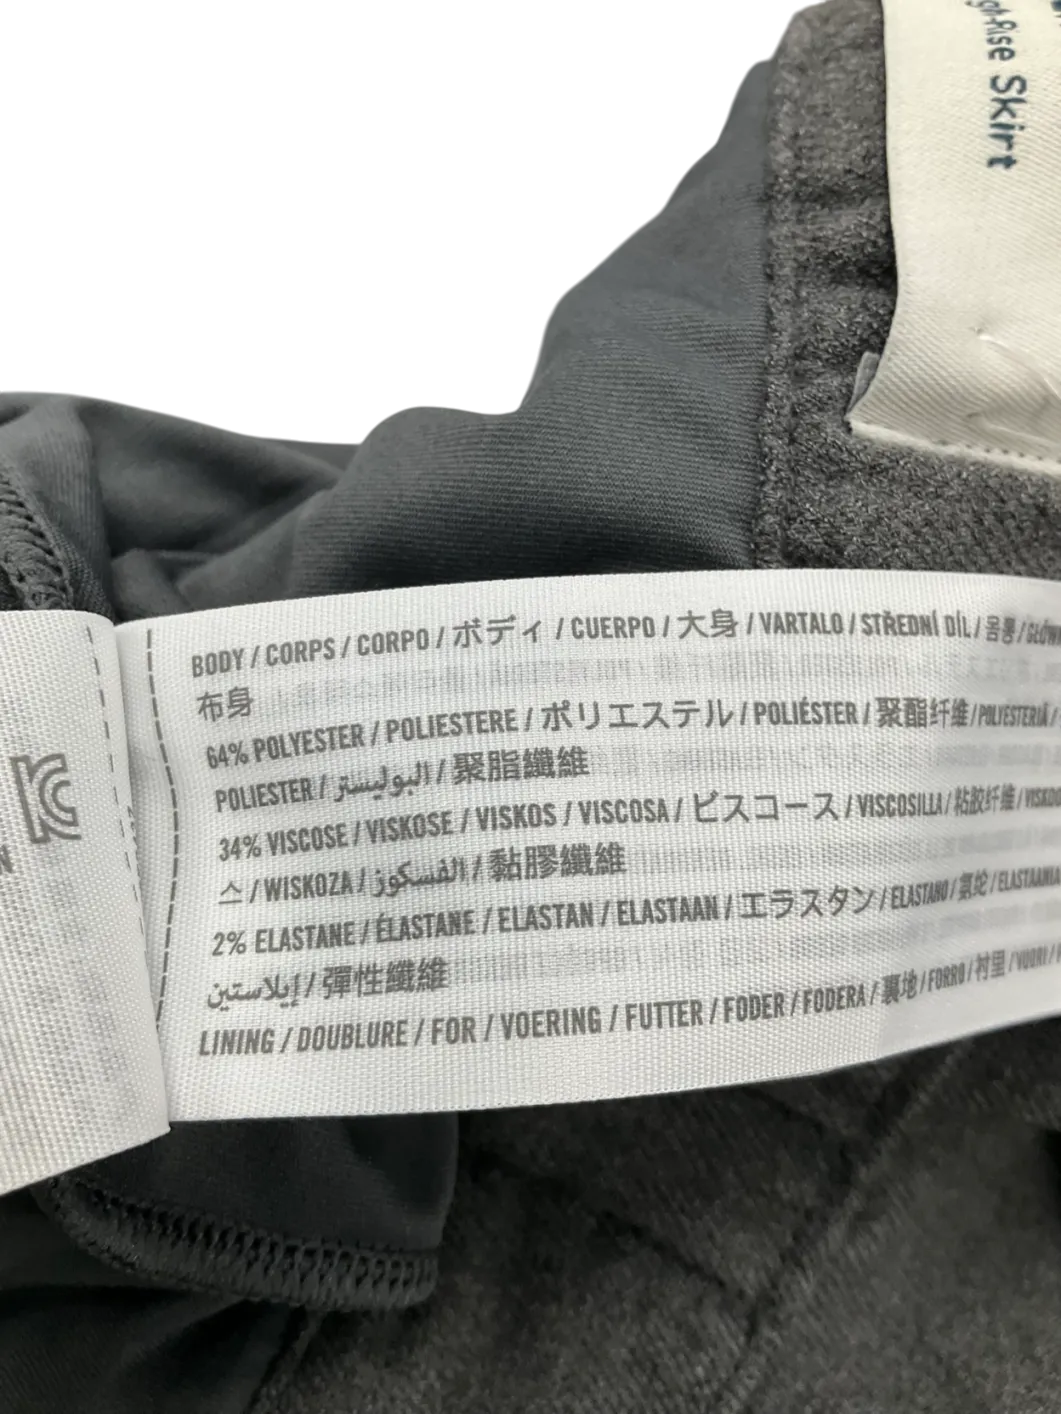 Rise Skirt
BODY / CORPS / CORPO / ボディ / CUERPO / 大身 / VARTALO / STŘEDNÍ DÍL / 몸통 /
布身
64% POLYESTER / POLIESTERE / ポリエステル / POLIÉSTER / 聚酯纤维 / POLYESTERIÄ /
POLIESTER / البوليستر / 聚脂纖維
34% VISCOSE / VISKOSE / VISKOS / VISCOSA / ビスコース / VISCOSILLA / 粘胶纤维 /
스 / WISKOZA / الفسكوز / 黏膠纖維
2% ELASTANE / ÉLASTANE / ELASTAN / ELASTAAN / エラスタン / ELASTANO / 氨纶 / ELASTAANIA
إيلاستين / 彈性纖維
LINING / DOUBLURE / FOR / VOERING / FUTTER / FODER / FODERA / 裏地 / FORRO / 衬里 / VUORI /